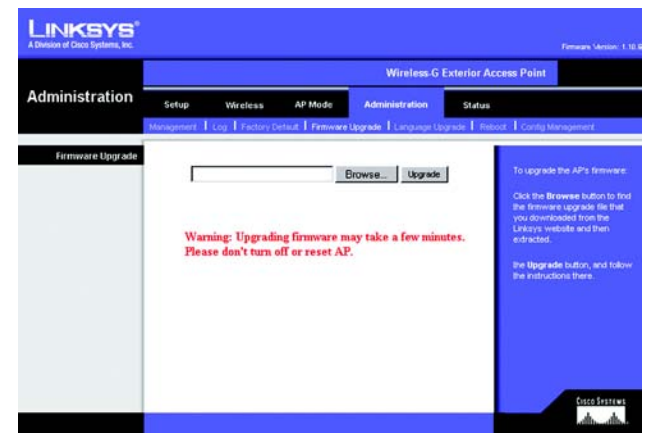 LINKSYS®
A Division of Cisco Systems, Inc.
Firmware Version: 1.10.
Wireless-G Exterior Access Point
Administration
Setup Wireless AP Mode Administration Status
Management | Log | Factory Default | Firmware Upgrade | Language Upgrade | Reboot | Config Management
Firmware Upgrade
Browse... Upgrade
Warning: Upgrading firmware may take a few minutes.
Please don't turn off or reset AP.
To upgrade the AP's firmware:
Click the Browse button to find
the firmware upgrade file that
you downloaded from the
Linksys website and then
extracted.
the Upgrade button, and follow
the instructions there.
CISCO SYSTEMS